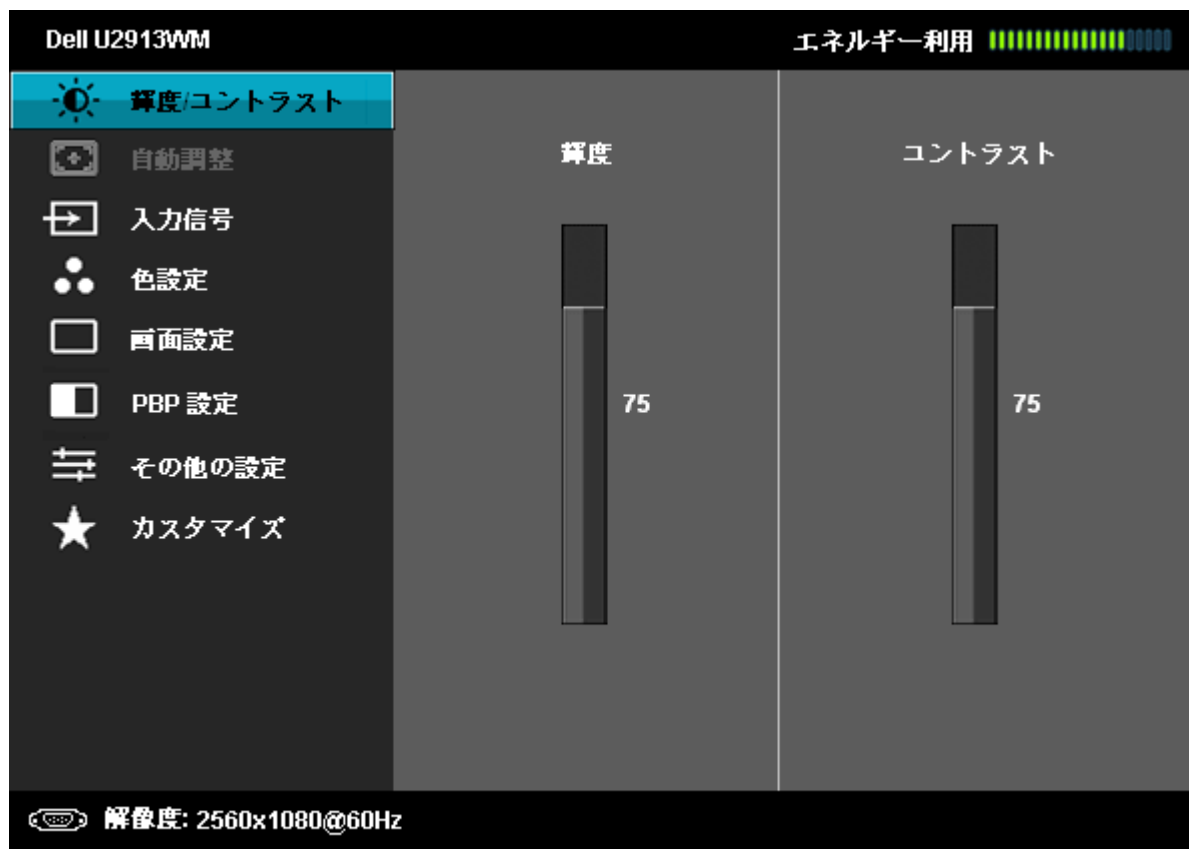 Dell U2913WM
エネルギー利用
輝度/コントラスト
自動調整
入力信号
色設定
画面設定
PBP 設定
その他の設定
カスタマイズ
輝度
コントラスト
75
75
解像度: 2560x1080@60Hz